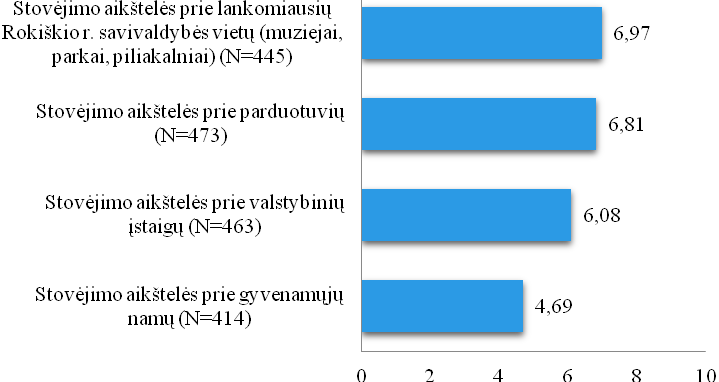 Stovėjimo aikštelės prie lankomiausių
Rokiškio r. savivaldybės vietų (muziejai,
parkai, piliakalniai) (N=445)
6,97
Stovėjimo aikštelės prie parduotuvių
(N=473)
6,81
Stovėjimo aikštelės prie valstybinių
įstaigų (N=463)
6,08
Stovėjimo aikštelės prie gyvenamųjų
namų (N=414)
4,69
0 2 4 6 8 10